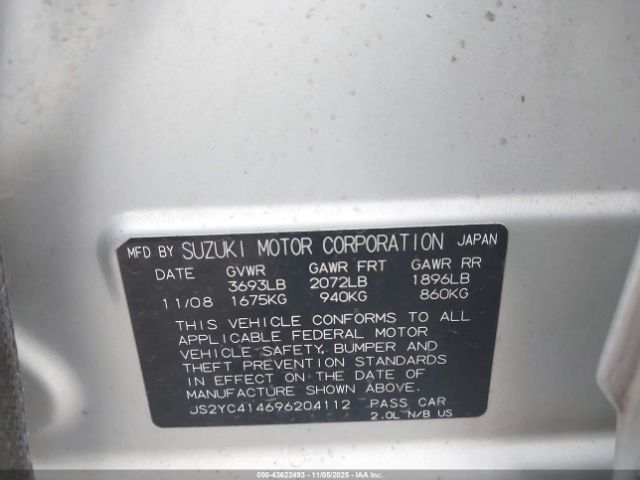 MFD BY SUZUKI MOTOR CORPORATION JAPAN
DATE GVWR GAWR FRT GAWR RR
3693LB 2072LB 1896LB
11/08 1675KG 940KG 860KG
THIS VEHICLE CONFORMS TO ALL
APPLICABLE FEDERAL MOTOR
VEHICLE SAFETY, BUMPER AND
THEFT PREVENTION STANDARDS
IN EFFECT ON THE DATE OF
MANUFACTURE SHOWN ABOVE.
JS2YC414696204112 PASS CAR
2.0L N/B US
000-43622493 - 11/05/2025 - IAA Inc.